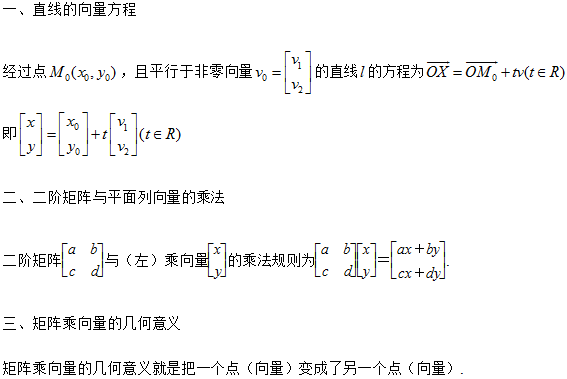 一、直线的向量方程
经过点 $M_0(x_0, y_0)$ ，且平行于非零向量 $v_0 = \begin{bmatrix} v_1 \\ v_2 \end{bmatrix}$ 的直线 $l$ 的方程为 $\overrightarrow{OX} = \overrightarrow{OM_0} + tv(t \in R)$
即 $\begin{bmatrix} x \\ y \end{bmatrix} = \begin{bmatrix} x_0 \\ y_0 \end{bmatrix} + t \begin{bmatrix} v_1 \\ v_2 \end{bmatrix} (t \in R)$
二、二阶矩阵与平面列向量的乘法
二阶矩阵 $\begin{bmatrix} a & b \\ c & d \end{bmatrix}$ 与（左）乘向量 $\begin{bmatrix} x \\ y \end{bmatrix}$ 的乘法规则为 $\begin{bmatrix} a & b \\ c & d \end{bmatrix} \begin{bmatrix} x \\ y \end{bmatrix} = \begin{bmatrix} ax+by \\ cx+dy \end{bmatrix}$.
三、矩阵乘向量的几何意义
矩阵乘向量的几何意义就是把一个点（向量）变成了另一个点（向量）.